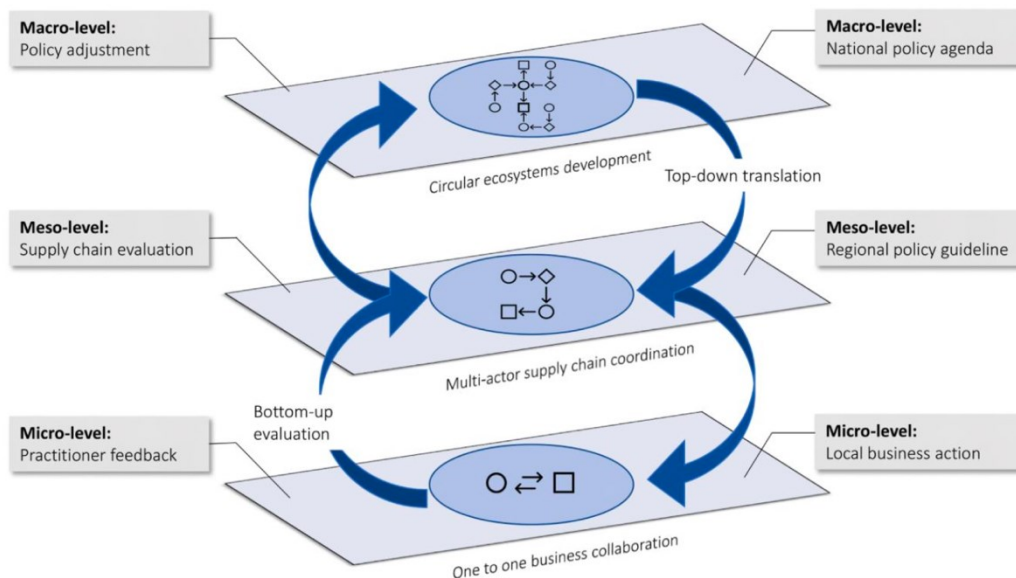 Macro-level:
Policy adjustment
Macro-level:
National policy agenda
Circular ecosystems development
Top-down translation
Meso-level:
Supply chain evaluation
Meso-level:
Regional policy guideline
Multi-actor supply chain coordination
Bottom-up
evaluation
Micro-level:
Practitioner feedback
Micro-level:
Local business action
One to one business collaboration